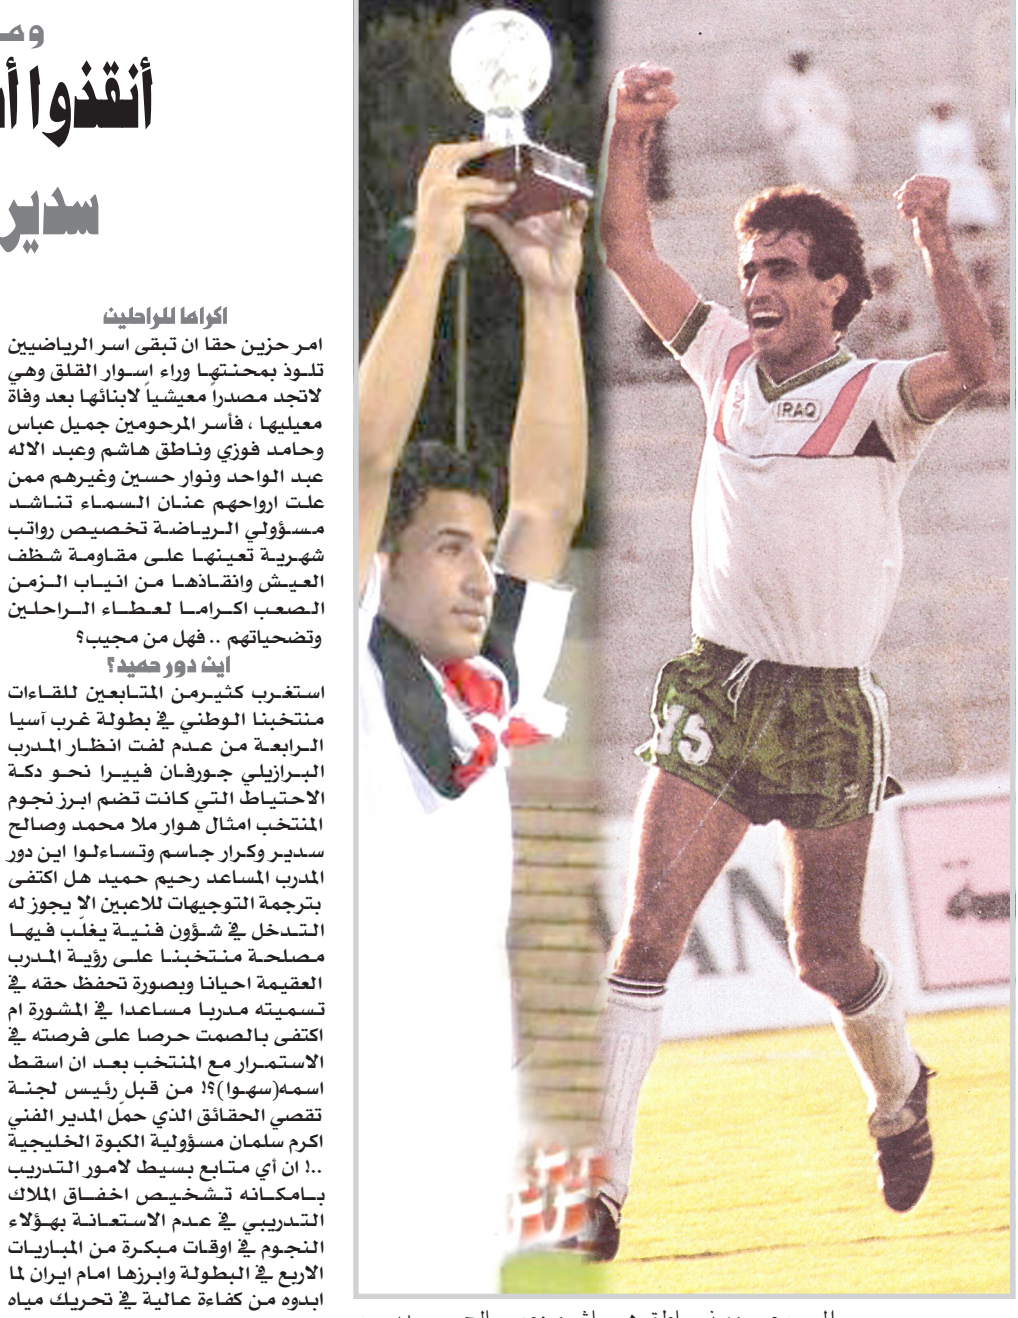 أنقذوا
سدير
اكراما للراحلين
امر حزين حقا ان تبقى اسر الرياضيين
تلوذ بمحنتها وراء اسوار القلق وهي
لاتجد مصدراً معيشياً لابنائها بعد وفاة
معيليها ، فأسر المرحومين جميل عباس
وحامد فوزي وناطق هاشم وعبد الاله
عبد الواحد ونوار حسين وغيرهم ممن
علت ارواحهم عنان السماء تناشد
مسؤولي الرياضة تخصيص رواتب
شهرية تعينها على مقاومة شظف
العيش وانقاذها من انياب الزمن
الصعب اكراما لعطاء الراحلين
وتضحياتهم .. فهل من مجيب؟
اين دور حميد؟
استغرب كثيرمن المتابعين للقاءات
منتخبنا الوطني في بطولة غرب آسيا
الرابعة من عدم لفت انظار المدرب
البرازيلي جورفان فييرا نحو دكة
الاحتياط التي كانت تضم ابرز نجوم
المنتخب امثال هوار ملا محمد وصالح
سدير وكرار جاسم وتساءلوا اين دور
المدرب المساعد رحيم حميد هل اكتفى
بترجمة التوجيهات للاعبين الا يجوز له
التدخل في شؤون فنية يغلّب فيها
مصلحة منتخبنا على رؤية المدرب
العقيمة احيانا وبصورة تحفظ حقه في
تسميته مدربا مساعدا في المشورة ام
اكتفى بالصمت حرصا على فرصته في
الاستمرار مع المنتخب بعد ان اسقط
اسمه(سهوا)؟! من قبل رئيس لجنة
تقصي الحقائق الذي حمّل المدير الفني
اكرم سلمان مسؤولية الكبوة الخليجية
..! ان أي متابع بسيط لامور التدريب
بامكانه تشخيص اخفاق الملاك
التدريبي في عدم الاستعانة بهؤلاء
النجوم في اوقات مبكرة من المباريات
الاربع في البطولة وابرزها امام ايران لما
ابدوه من كفاءة عالية في تحريك مياه
IRAQ
15